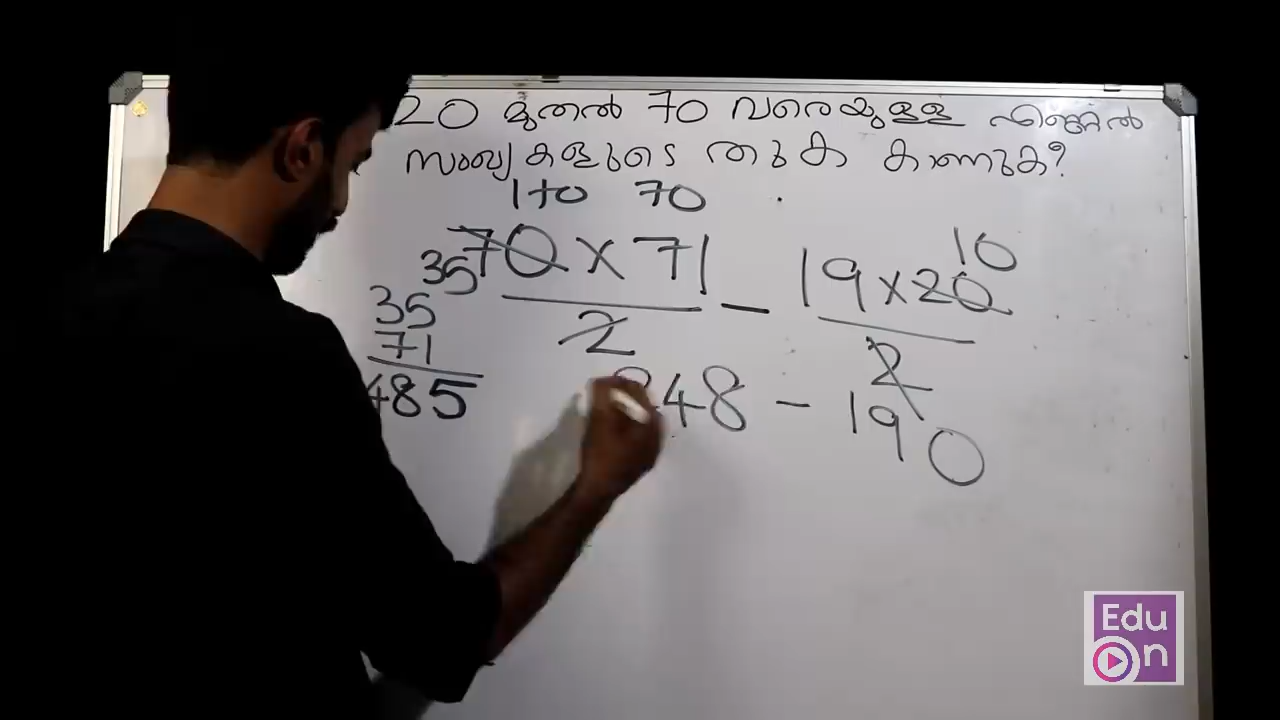 20 മുതൽ 70 വരെയുള്ള എണ്ണൽ
സംഖ്യകളുടെ തുക കാണുക?
1 to 70
35 70 x 71 / 2 - 19 x 20 / 2 10
35
71
485
848 - 190
Edu
On